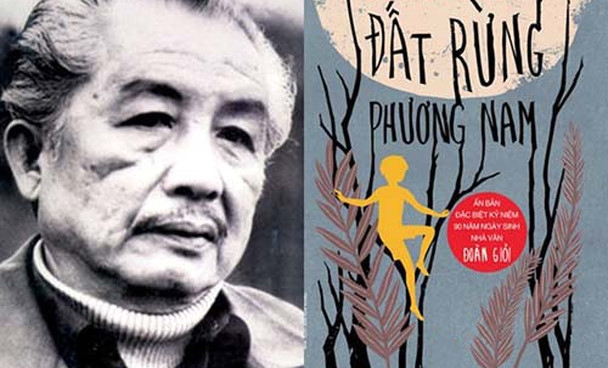 ĐẤT RỪNG
PHƯƠNG NAM
ẤN BẢN
ĐẶC BIỆT KỶ NIỆM
90 NĂM NGÀY SINH
NHÀ VĂN
ĐOÀN GIỎI